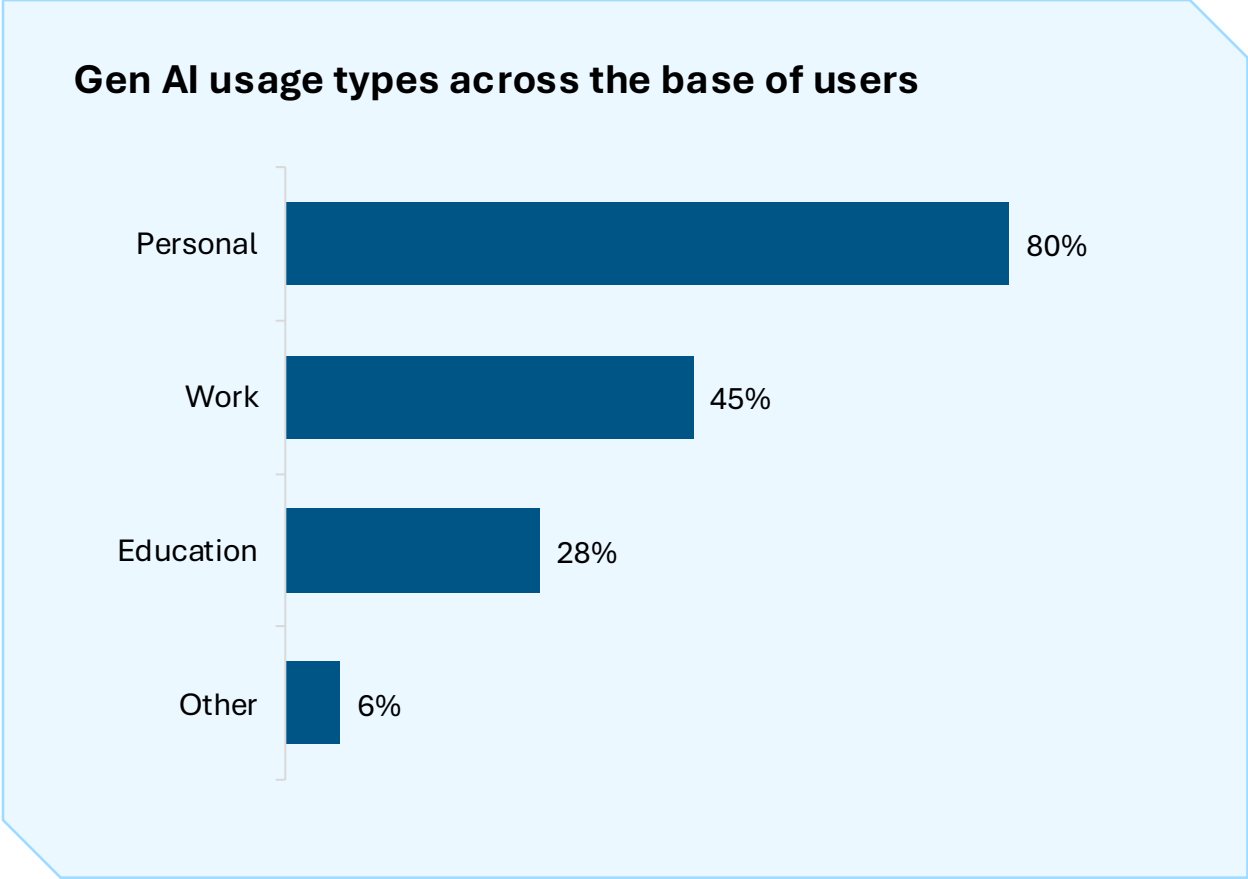 Gen AI usage types across the base of users
Personal 80%
Work 45%
Education 28%
Other 6%